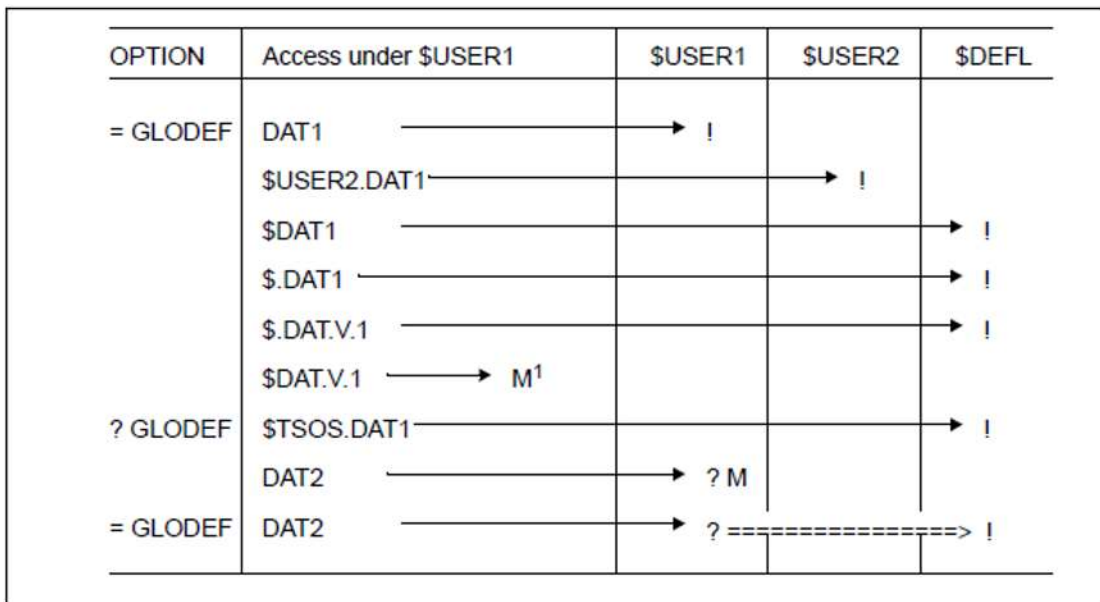 OPTION Access under $USER1 $USER1 $USER2 $DEFL
= GLODEF DAT1 !
$USER2.DAT1 !
$DAT1 !
$.DAT1 !
$.DAT.V.1 !
$DAT.V.1 M¹
? GLODEF $TSOS.DAT1 !
DAT2 ? M
= GLODEF DAT2 ? ================> !